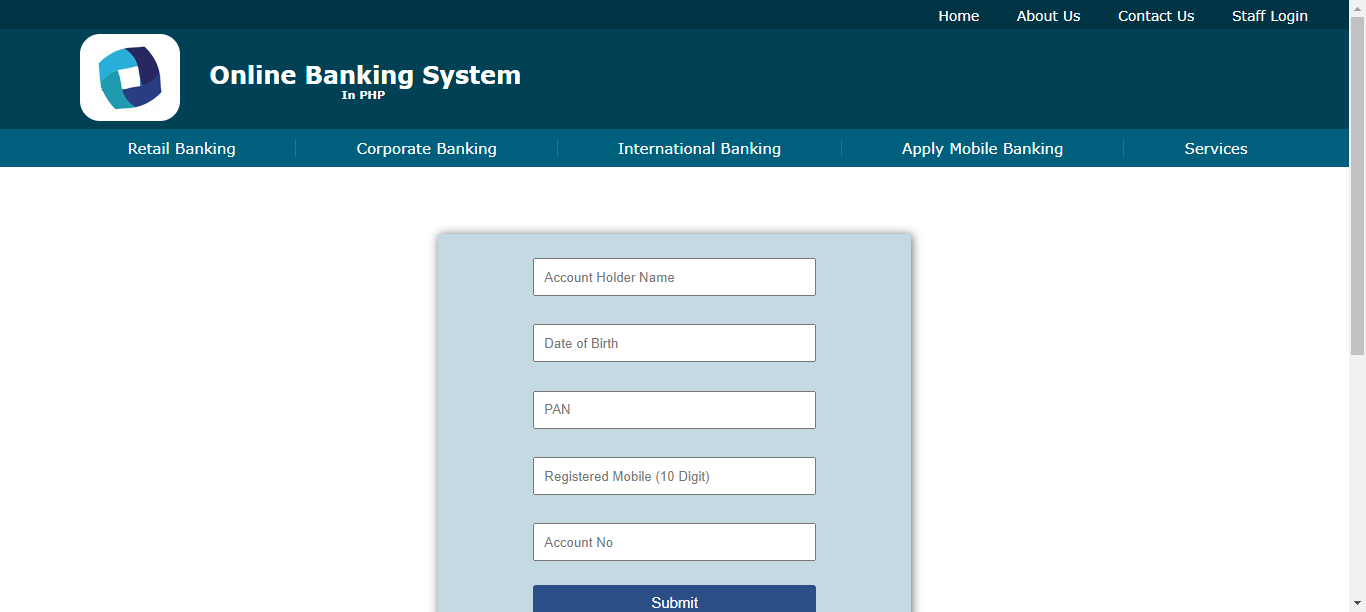 Home About Us Contact Us Staff Login
Online Banking System
In PHP
Retail Banking Corporate Banking International Banking Apply Mobile Banking Services
Account Holder Name
Date of Birth
PAN
Registered Mobile (10 Digit)
Account No
Submit